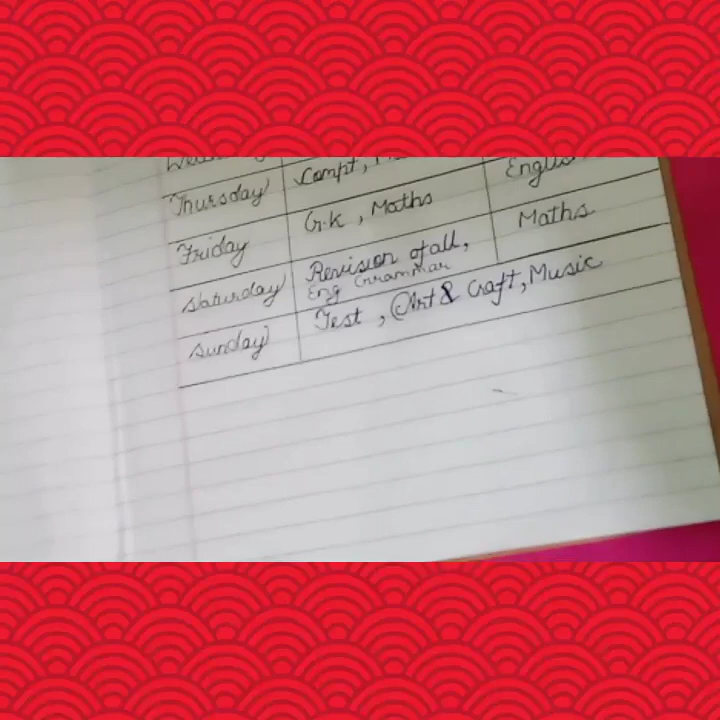 Thursday Compt, English
Friday G.k , Maths
Maths
Saturday Revision of all,
Eng Grammar
Sunday Test , Art & Craft, Music